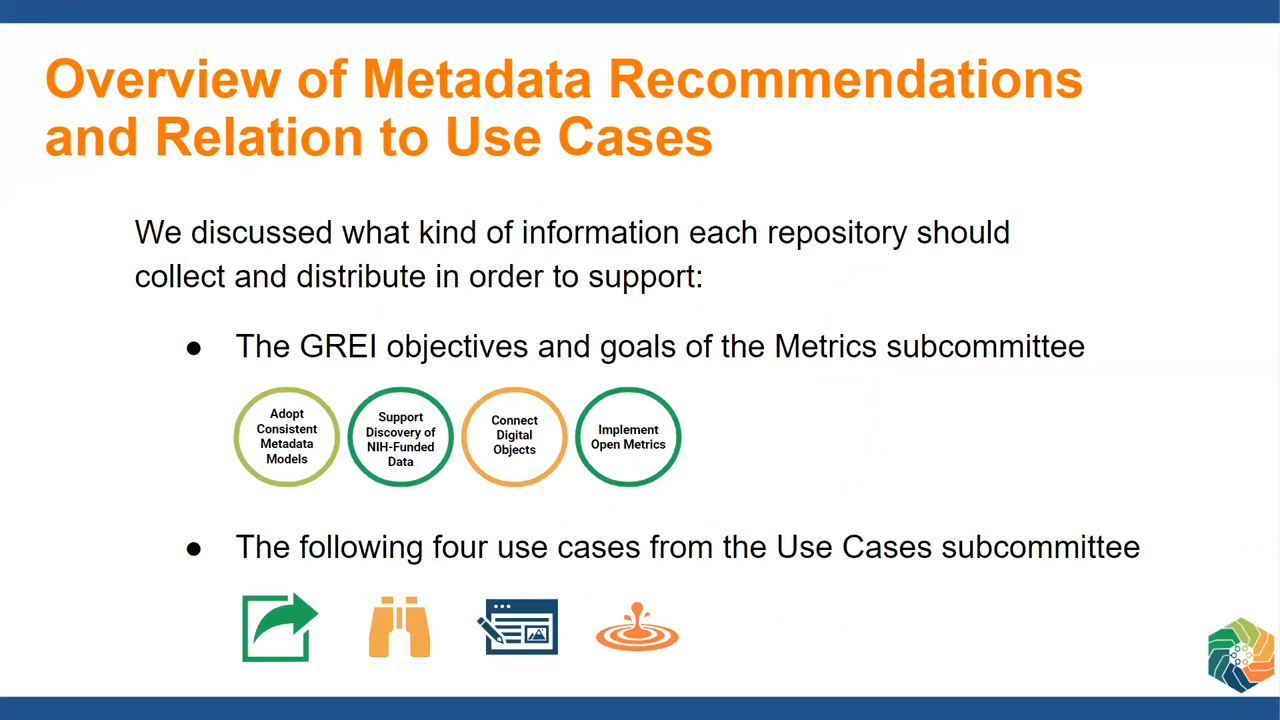 Overview of Metadata Recommendations
and Relation to Use Cases
We discussed what kind of information each repository should
collect and distribute in order to support:
● The GREI objectives and goals of the Metrics subcommittee
Adopt
Consistent
Metadata
Models
Support
Discovery of
NIH-Funded
Data
Connect
Digital
Objects
Implement
Open Metrics
● The following four use cases from the Use Cases subcommittee